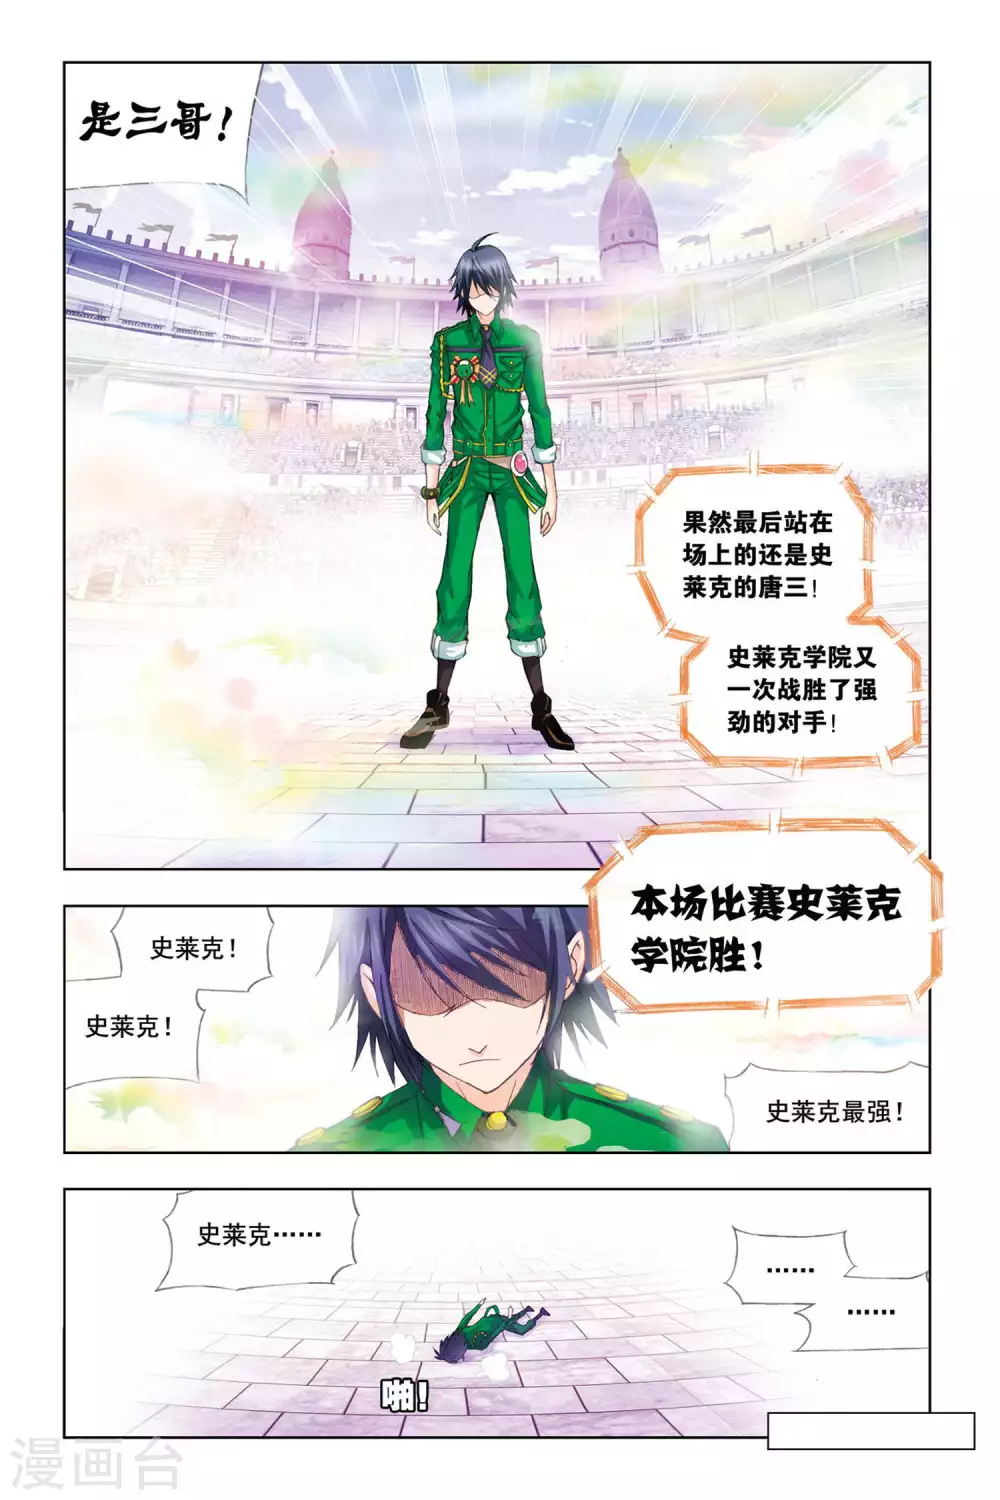 是三哥！
果然最后站在
场上的还是史
莱克的唐三！
史莱克学院又
一次战胜了强
劲的对手！
本场比赛史莱克
学院胜！
史莱克！
史莱克！
史莱克最强！
史莱克……
……
……
啪!
漫画台